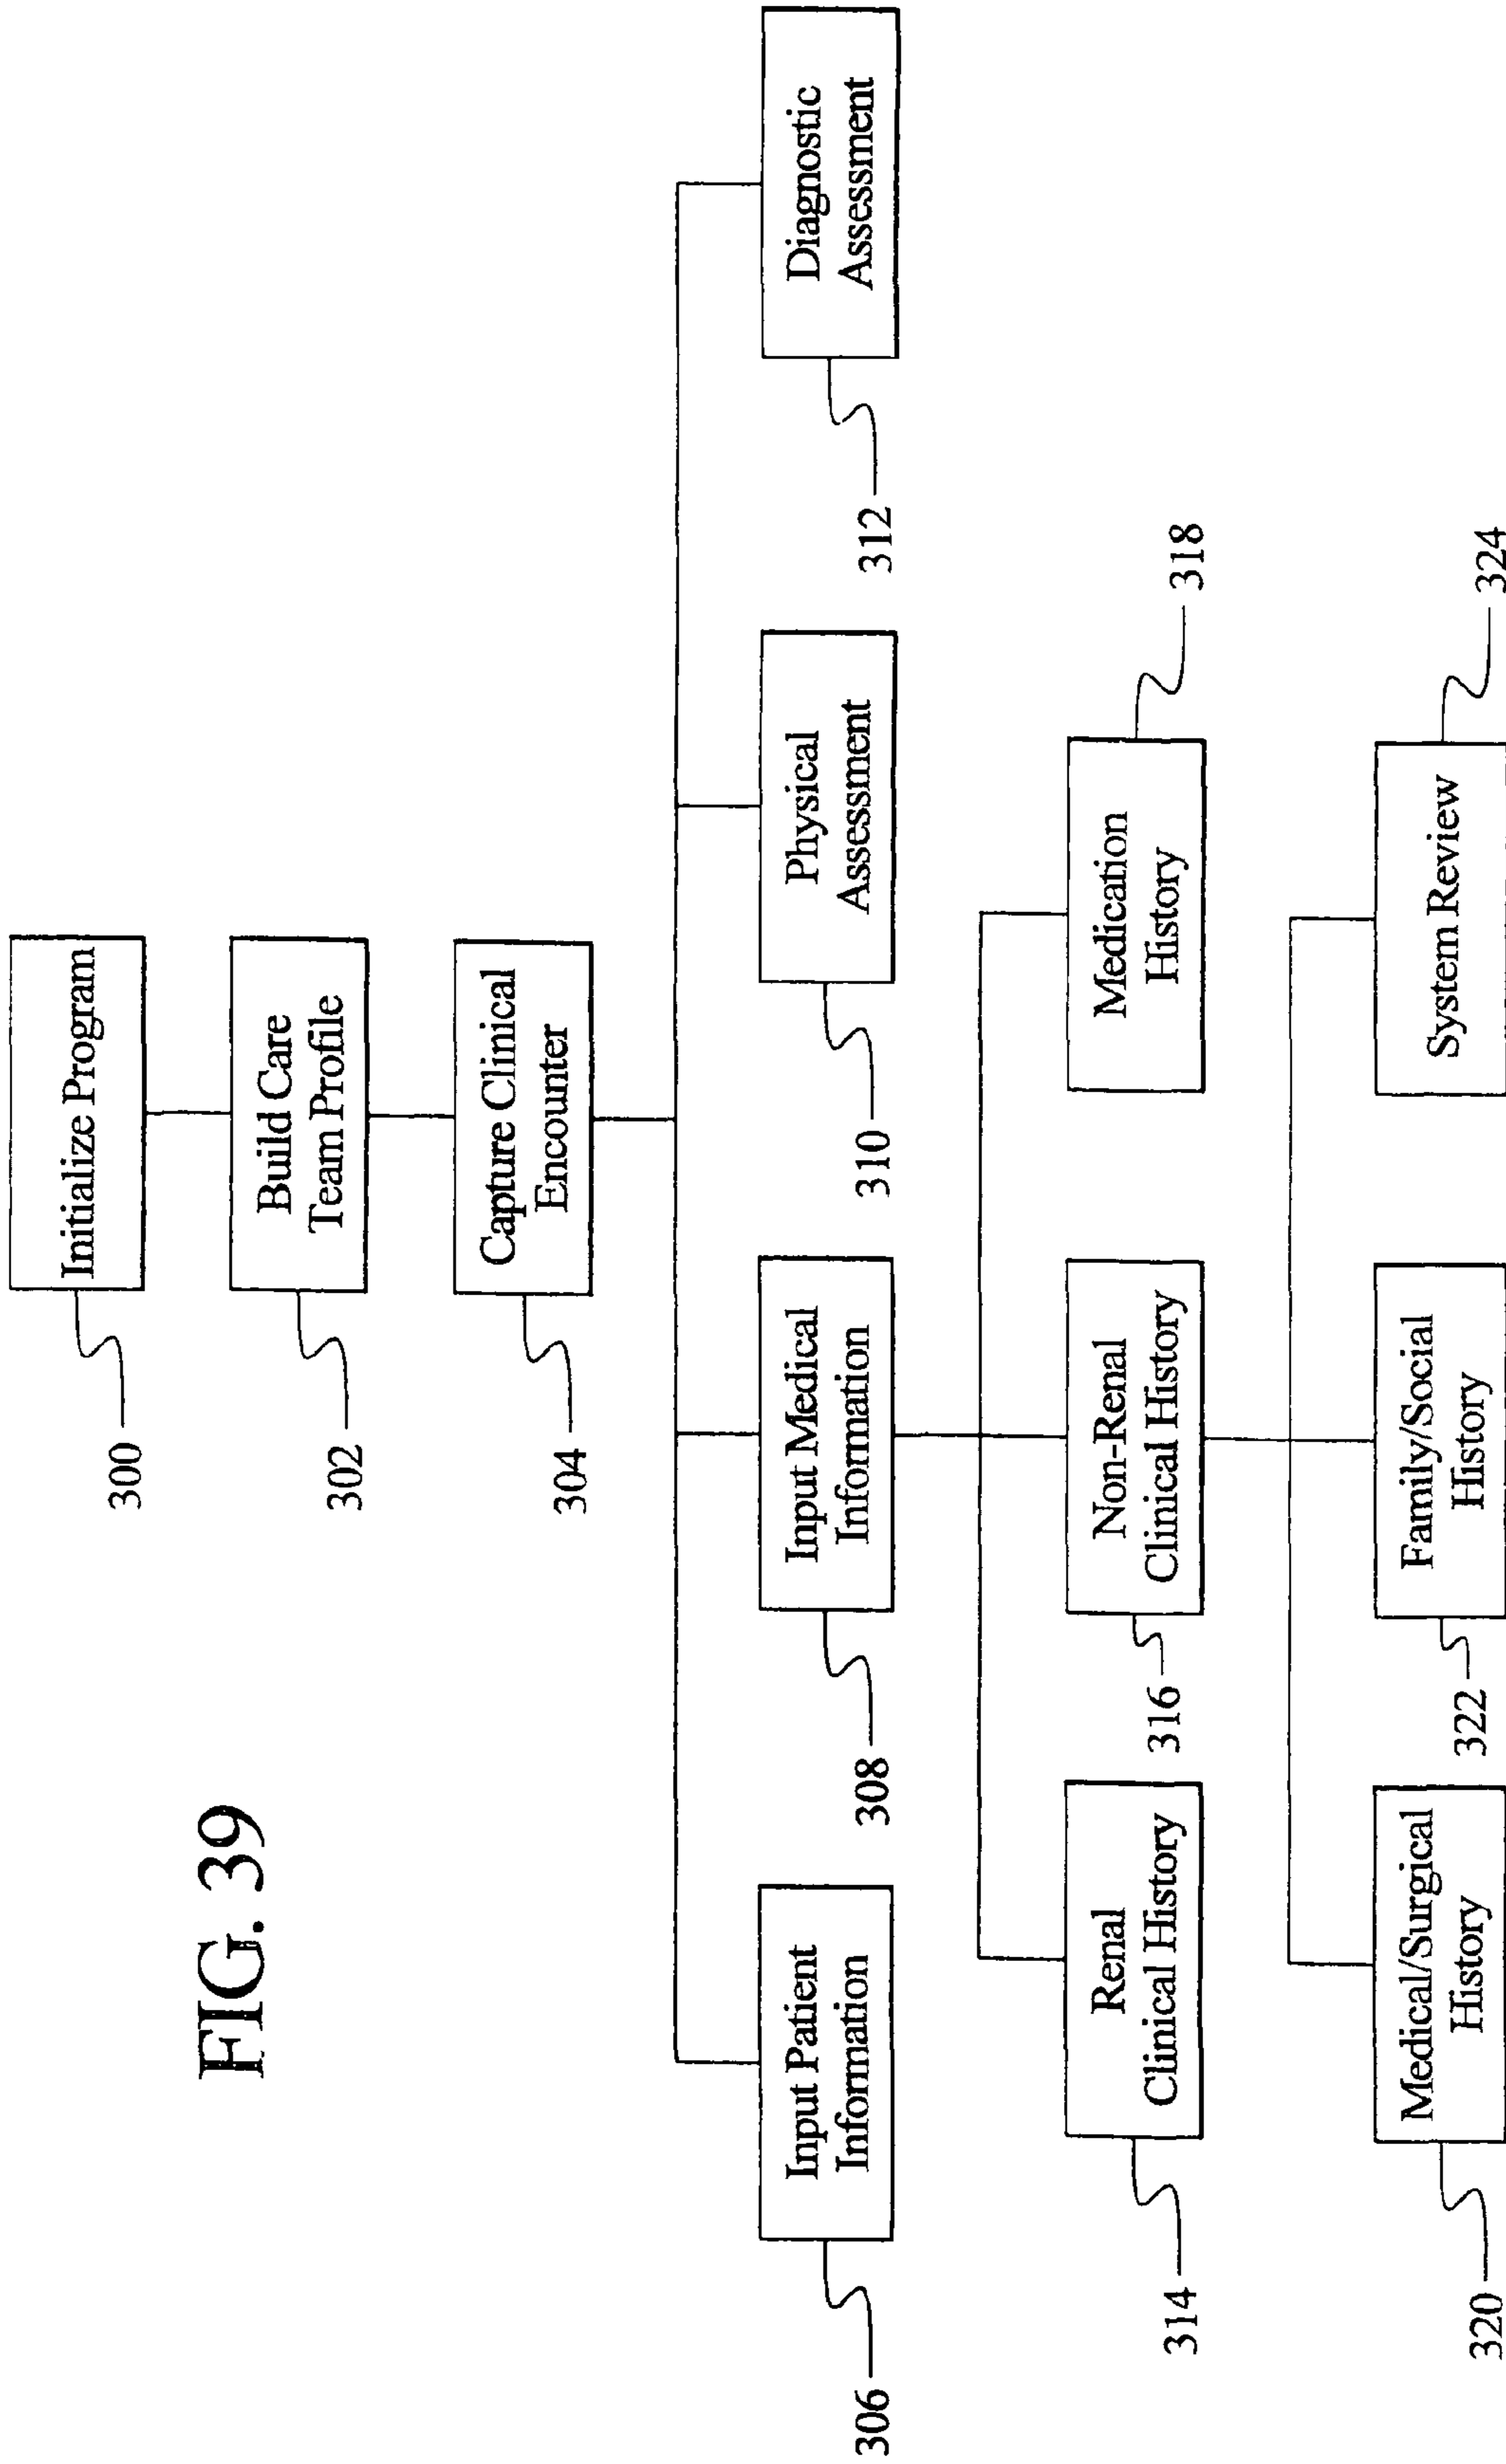 FIG. 39
Initialize Program
300
Build Care
Team Profile
302
Capture Clinical
Encounter
304
Input Patient
Information
306
Input Medical
Information
308
Physical
Assessment
310
Diagnostic
Assessment
312
Renal
Clinical History
314
Non-Renal
Clinical History
316
Medication
History
318
Medical/Surgical
History
320
Family/Social
History
322
System Review
324